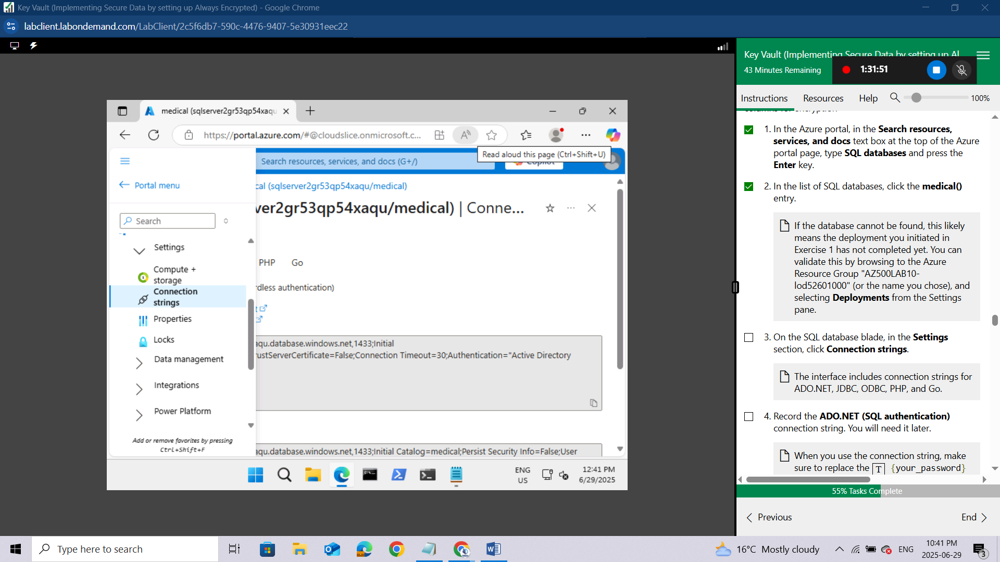 Key Vault (Implementing Secure Data by setting up Always Encrypted) - Google Chrome
labclient.labondemand.com/LabClient/2c5f6db7-590c-4476-9407-5e30931eec22
medical (sqlserver2gr53qp54xaqu
https://portal.azure.com/#@cloudslice.onmicrosoft.c...
Read aloud this page (Ctrl+Shift+U)
Search resources, services, and docs (G+/)
Copilot
Portal menu
cal (sqlserver2gr53qp54xaqu/medical)
ver2gr53qp54xaqu/medical) | Conne...
Search
Settings
Compute +
storage
Connection
strings
Properties
Locks
Data management
Integrations
Power Platform
Add or remove favorites by pressing
Ctrl+Shift+F
PHP Go
rdless authentication)
aqu.database.windows.net,1433;Initial
rustServerCertificate=False;Connection Timeout=30;Authentication="Active Directory
aqu.database.windows.net,1433;Initial Catalog=medical;Persist Security Info=False;User
ENG
US
12:41 PM
6/29/2025
Key Vault (Implementing Secure Data by setting up Al
43 Minutes Remaining
1:31:51
Instructions Resources Help 100%
columns for encryption
1. In the Azure portal, in the Search resources,
services, and docs text box at the top of the Azure
portal page, type SQL databases and press the
Enter key.
2. In the list of SQL databases, click the medical()
entry.
If the database cannot be found, this likely
means the deployment you initiated in
Exercise 1 has not completed yet. You can
validate this by browsing to the Azure
Resource Group "AZ500LAB10-
lod52601000" (or the name you chose), and
selecting Deployments from the Settings
pane.
3. On the SQL database blade, in the Settings
section, click Connection strings.
The interface includes connection strings for
ADO.NET, JDBC, ODBC, PHP, and Go.
4. Record the ADO.NET (SQL authentication)
connection string. You will need it later.
When you use the connection string, make
sure to replace the T {your_password}
55% Tasks Complete
Previous End
Type here to search
16°C Mostly cloudy
ENG
10:41 PM
2025-06-29
3